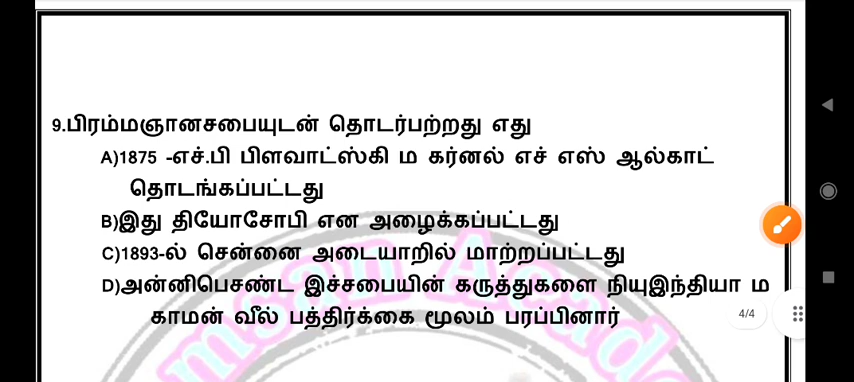 9.பிரம்மஞானசபையுடன் தொடர்பற்றது எது
A)1875 -எச்.பி பிளவாட்ஸ்கி ம கர்னல் எச் எஸ் ஆல்காட்
தொடங்கப்பட்டது
B)இது தியோசோபி என அழைக்கப்பட்டது
C)1893-ல் சென்னை அடையாறில் மாற்றப்பட்டது
D)அன்னிபெசண்ட இச்சபையின் கருத்துகளை நியுஇந்தியா ம
காமன் வீல் பத்திர்க்கை மூலம் பரப்பினார்
4/4